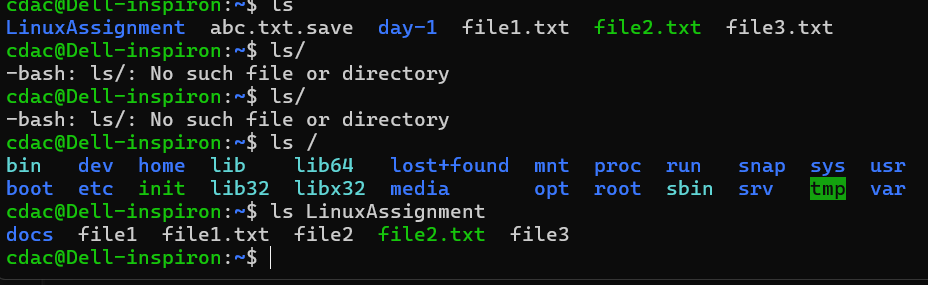 cdac@Dell-inspiron:~$ ls
LinuxAssignment abc.txt.save day-1 file1.txt file2.txt file3.txt
cdac@Dell-inspiron:~$ ls/
-bash: ls/: No such file or directory
cdac@Dell-inspiron:~$ ls/
-bash: ls/: No such file or directory
cdac@Dell-inspiron:~$ ls /
bin dev home lib lib64 lost+found mnt proc run snap sys usr
boot etc init lib32 libx32 media opt root sbin srv tmp var
cdac@Dell-inspiron:~$ ls LinuxAssignment
docs file1 file1.txt file2 file2.txt file3
cdac@Dell-inspiron:~$